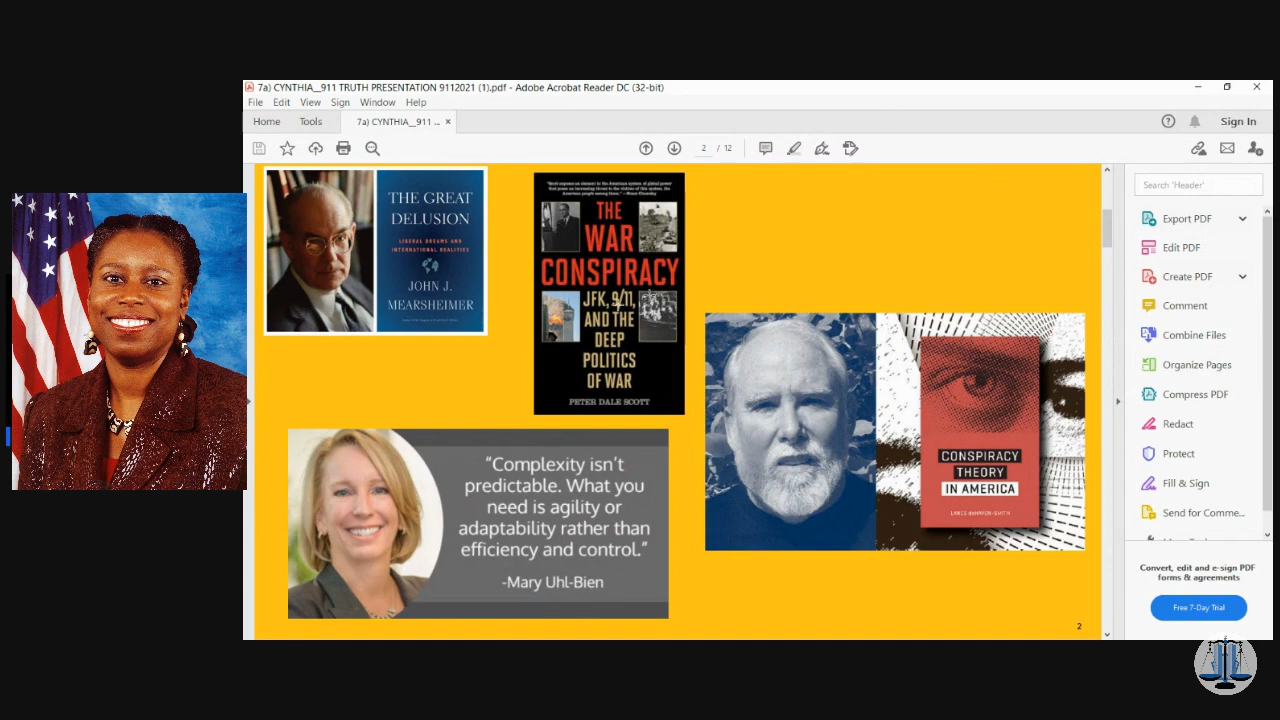 7a) CYNTHIA__911 TRUTH PRESENTATION 9112021 (1).pdf - Adobe Acrobat Reader DC (32-bit)
File Edit View Sign Window Help
Home Tools 7a) CYNTHIA__911 ... × Sign In
2 / 12
THE GREAT
DELUSION
LIBERAL DREAMS AND
INTERNATIONAL REALITIES
JOHN J.
MEARSHEIMER
THE
WAR
CONSPIRACY
JFK, 9/11,
AND THE
DEEP
POLITICS
OF WAR
PETER DALE SCOTT
CONSPIRACY
THEORY
IN AMERICA
LANCE DEHAVEN-SMITH
“Complexity isn’t
predictable. What you
need is agility or
adaptability rather than
efficiency and control.”
-Mary Uhl-Bien
2
Search 'Header'
Export PDF
Edit PDF
Create PDF
Comment
Combine Files
Organize Pages
Compress PDF
Redact
Protect
Fill & Sign
Send for Comme...
Convert, edit and e-sign PDF
forms & agreements
Free 7-Day Trial